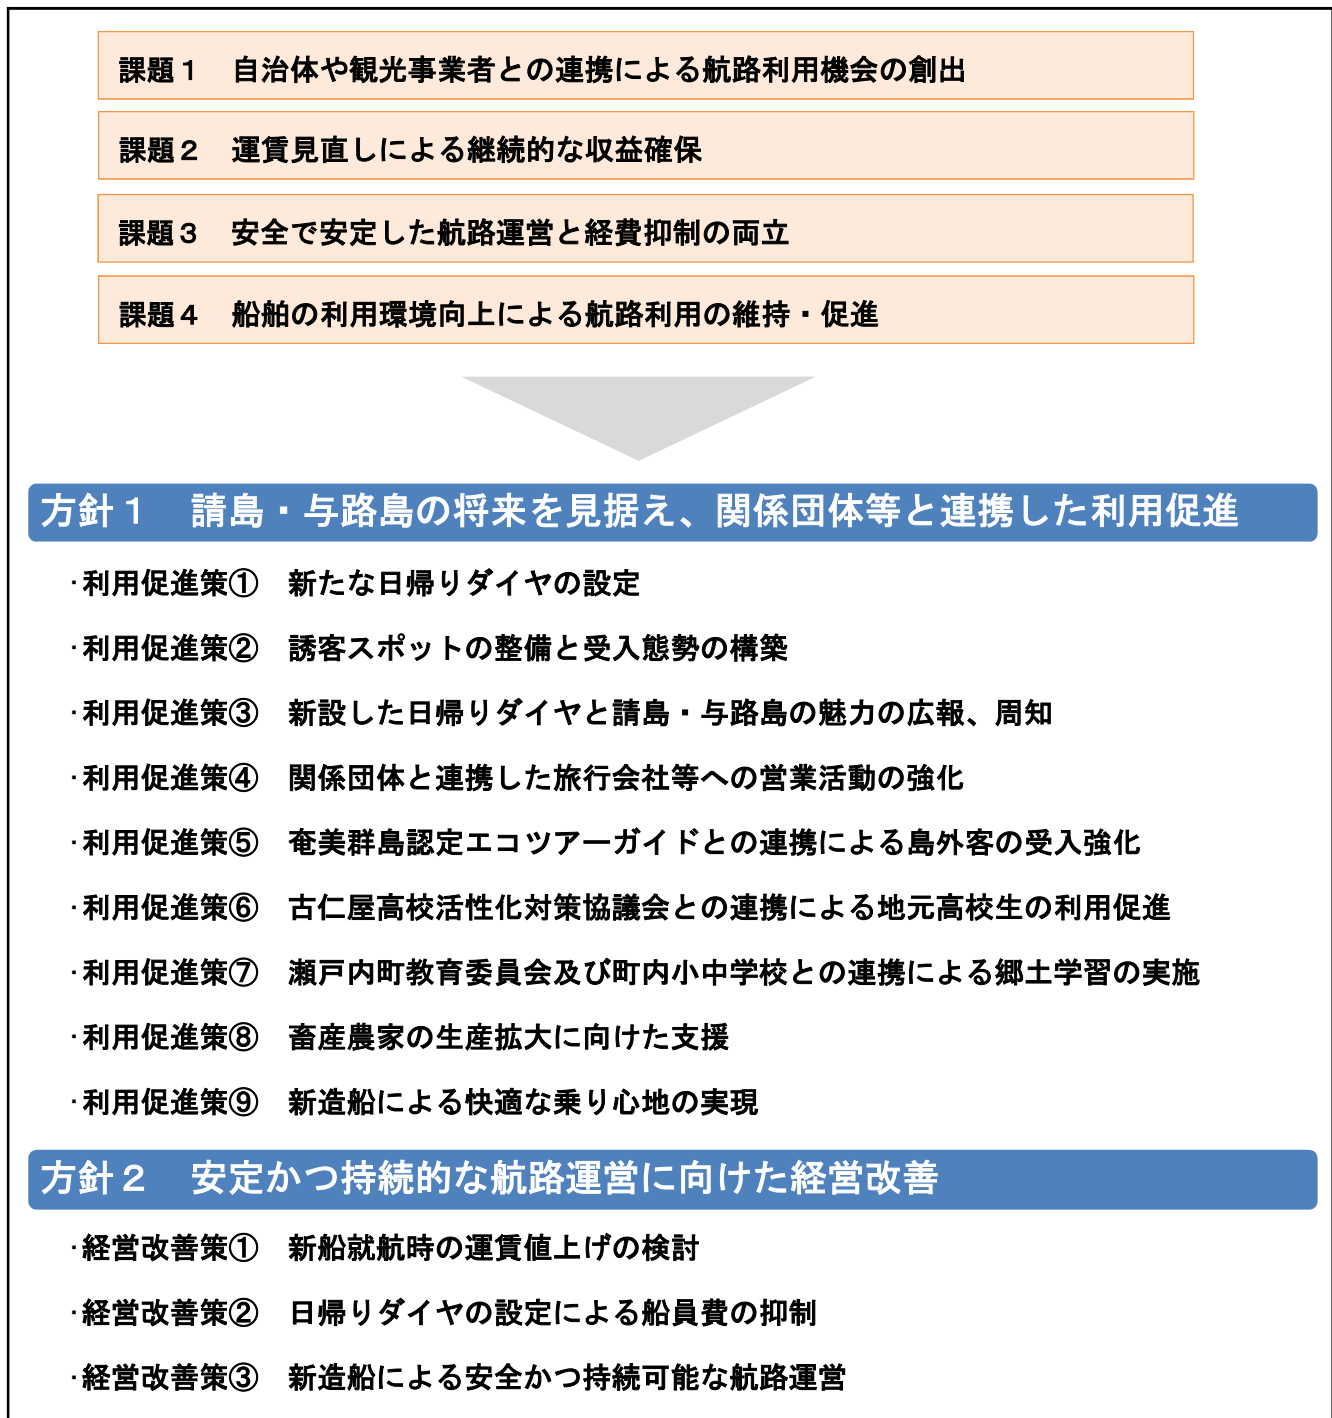 課題１　自治体や観光事業者との連携による航路利用機会の創出
課題２　運賃見直しによる継続的な収益確保
課題３　安全で安定した航路運営と経費抑制の両立
課題４　船舶の利用環境向上による航路利用の維持・促進
方針１　請島・与路島の将来を見据え、関係団体等と連携した利用促進
·利用促進策①　新たな日帰りダイヤの設定
·利用促進策②　誘客スポットの整備と受入態勢の構築
·利用促進策③　新設した日帰りダイヤと請島・与路島の魅力の広報、周知
·利用促進策④　関係団体と連携した旅行会社等への営業活動の強化
·利用促進策⑤　奄美群島認定エコツアーガイドとの連携による島外客の受入強化
·利用促進策⑥　古仁屋高校活性化対策協議会との連携による地元高校生の利用促進
·利用促進策⑦　瀬戸内町教育委員会及び町内小中学校との連携による郷土学習の実施
·利用促進策⑧　畜産農家の生産拡大に向けた支援
·利用促進策⑨　新造船による快適な乗り心地の実現
方針２　安定かつ持続的な航路運営に向けた経営改善
·経営改善策①　新船就航時の運賃値上げの検討
·経営改善策②　日帰りダイヤの設定による船員費の抑制
·経営改善策③　新造船による安全かつ持続可能な航路運営